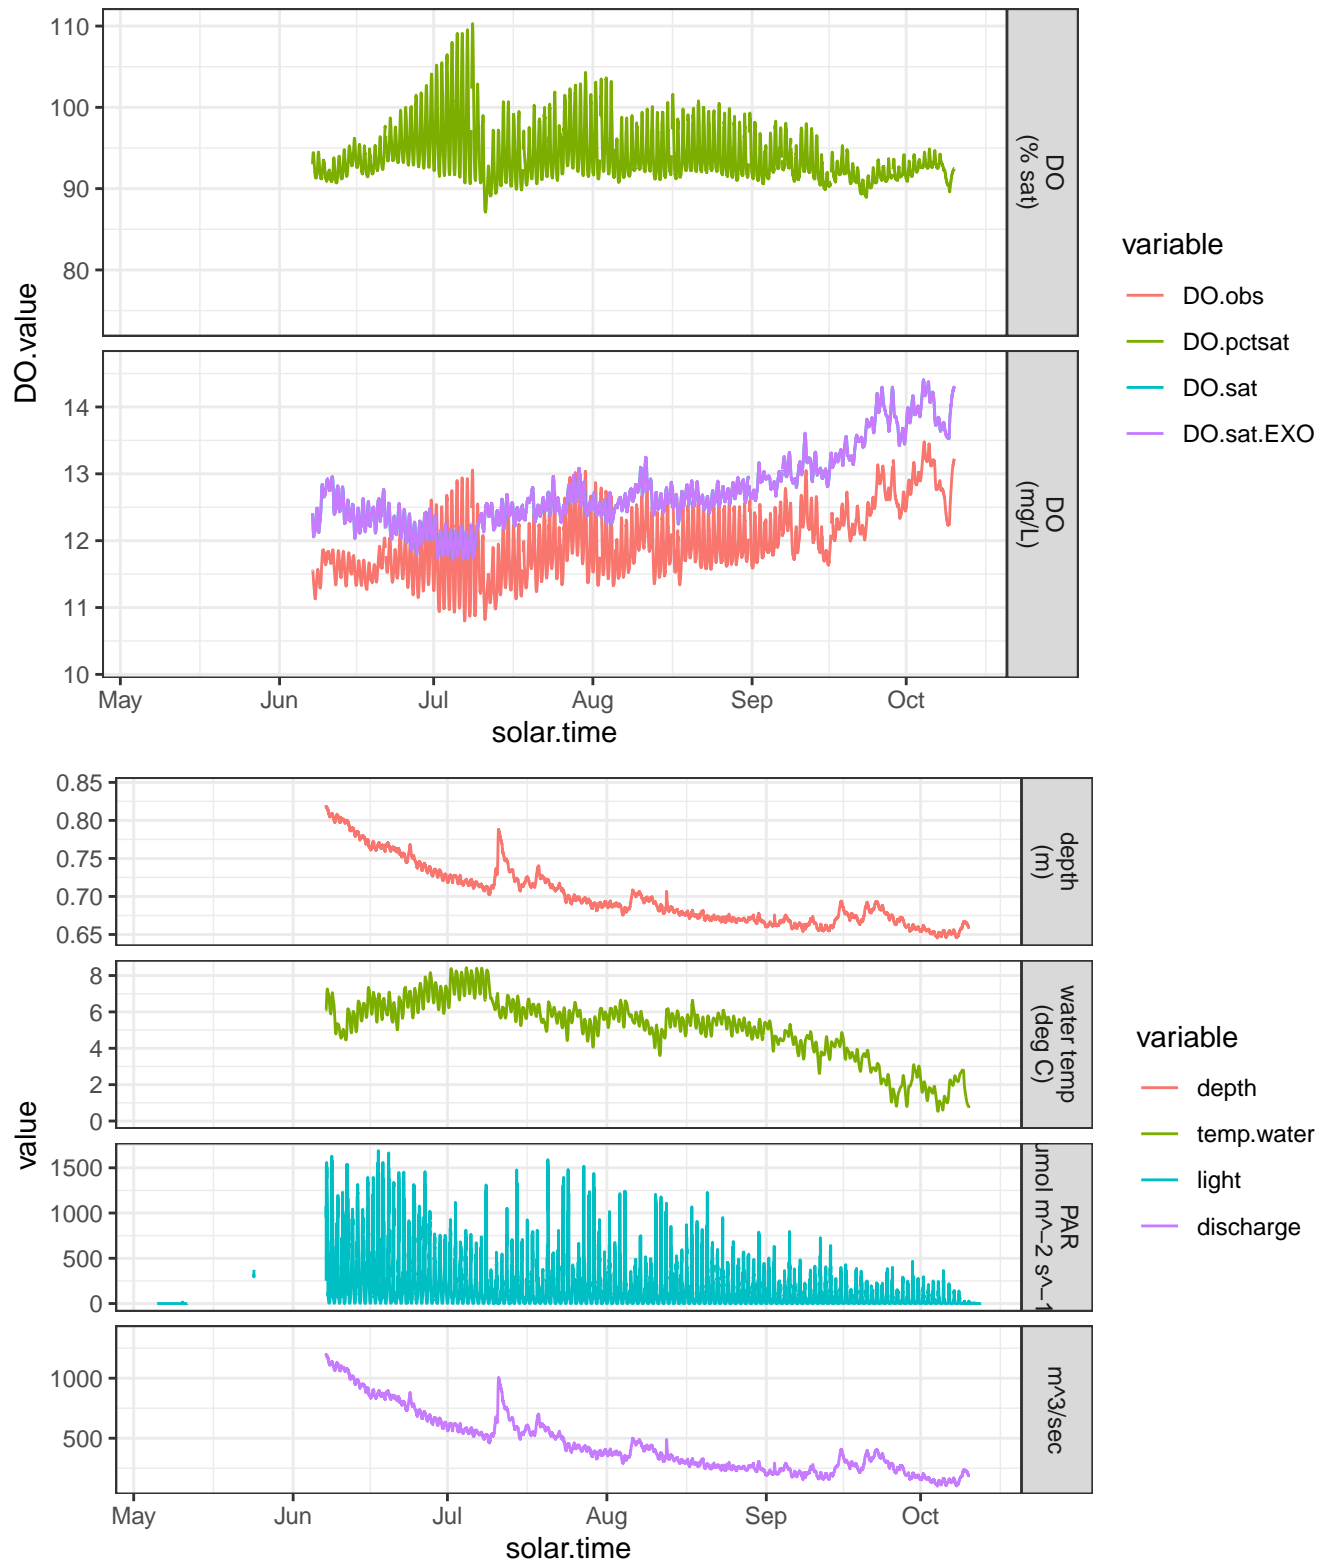 110
100
90
80
DO
(% sat)
14
13
12
11
10
DO
(mg/L)
DO.value
May Jun Jul Aug Sep Oct
solar.time
variable
DO.obs
DO.pctsat
DO.sat
DO.sat.EXO
0.85
0.80
0.75
0.70
0.65
depth
(m)
8
6
4
2
0
water temp
(deg C)
1500
1000
500
0
PAR
umol m^-2 s^-1
1000
500
m^3/sec
value
May Jun Jul Aug Sep Oct
solar.time
variable
depth
temp.water
light
discharge